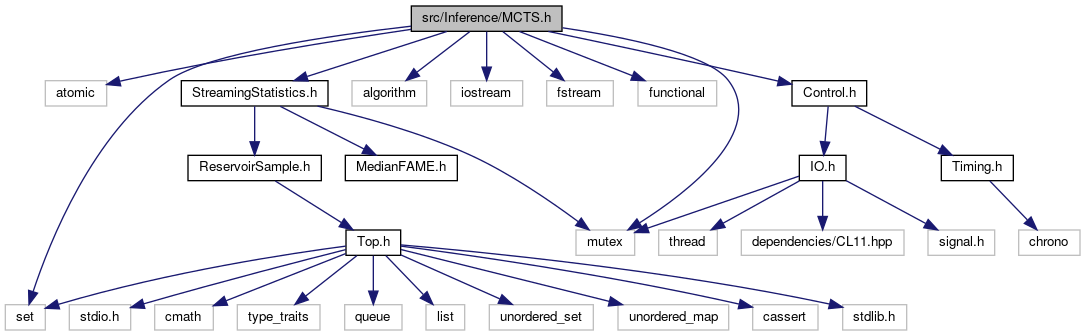 src/Inference/MCTS.h
atomic
StreamingStatistics.h
algorithm
iostream
fstream
functional
Control.h
ReservoirSample.h
MedianFAME.h
IO.h
Timing.h
Top.h
mutex
thread
dependencies/CL11.hpp
signal.h
chrono
set
stdio.h
cmath
type_traits
queue
list
unordered_set
unordered_map
cassert
stdlib.h